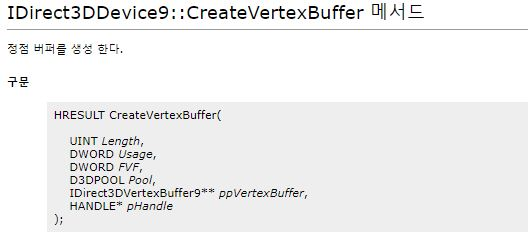 IDirect3DDevice9::CreateVertexBuffer 메서드
정점 버퍼를 생성 한다.
구문
HRESULT CreateVertexBuffer(
UINT Length,
DWORD Usage,
DWORD FVF,
D3DPOOL Pool,
IDirect3DVertexBuffer9** ppVertexBuffer,
HANDLE* pHandle
);